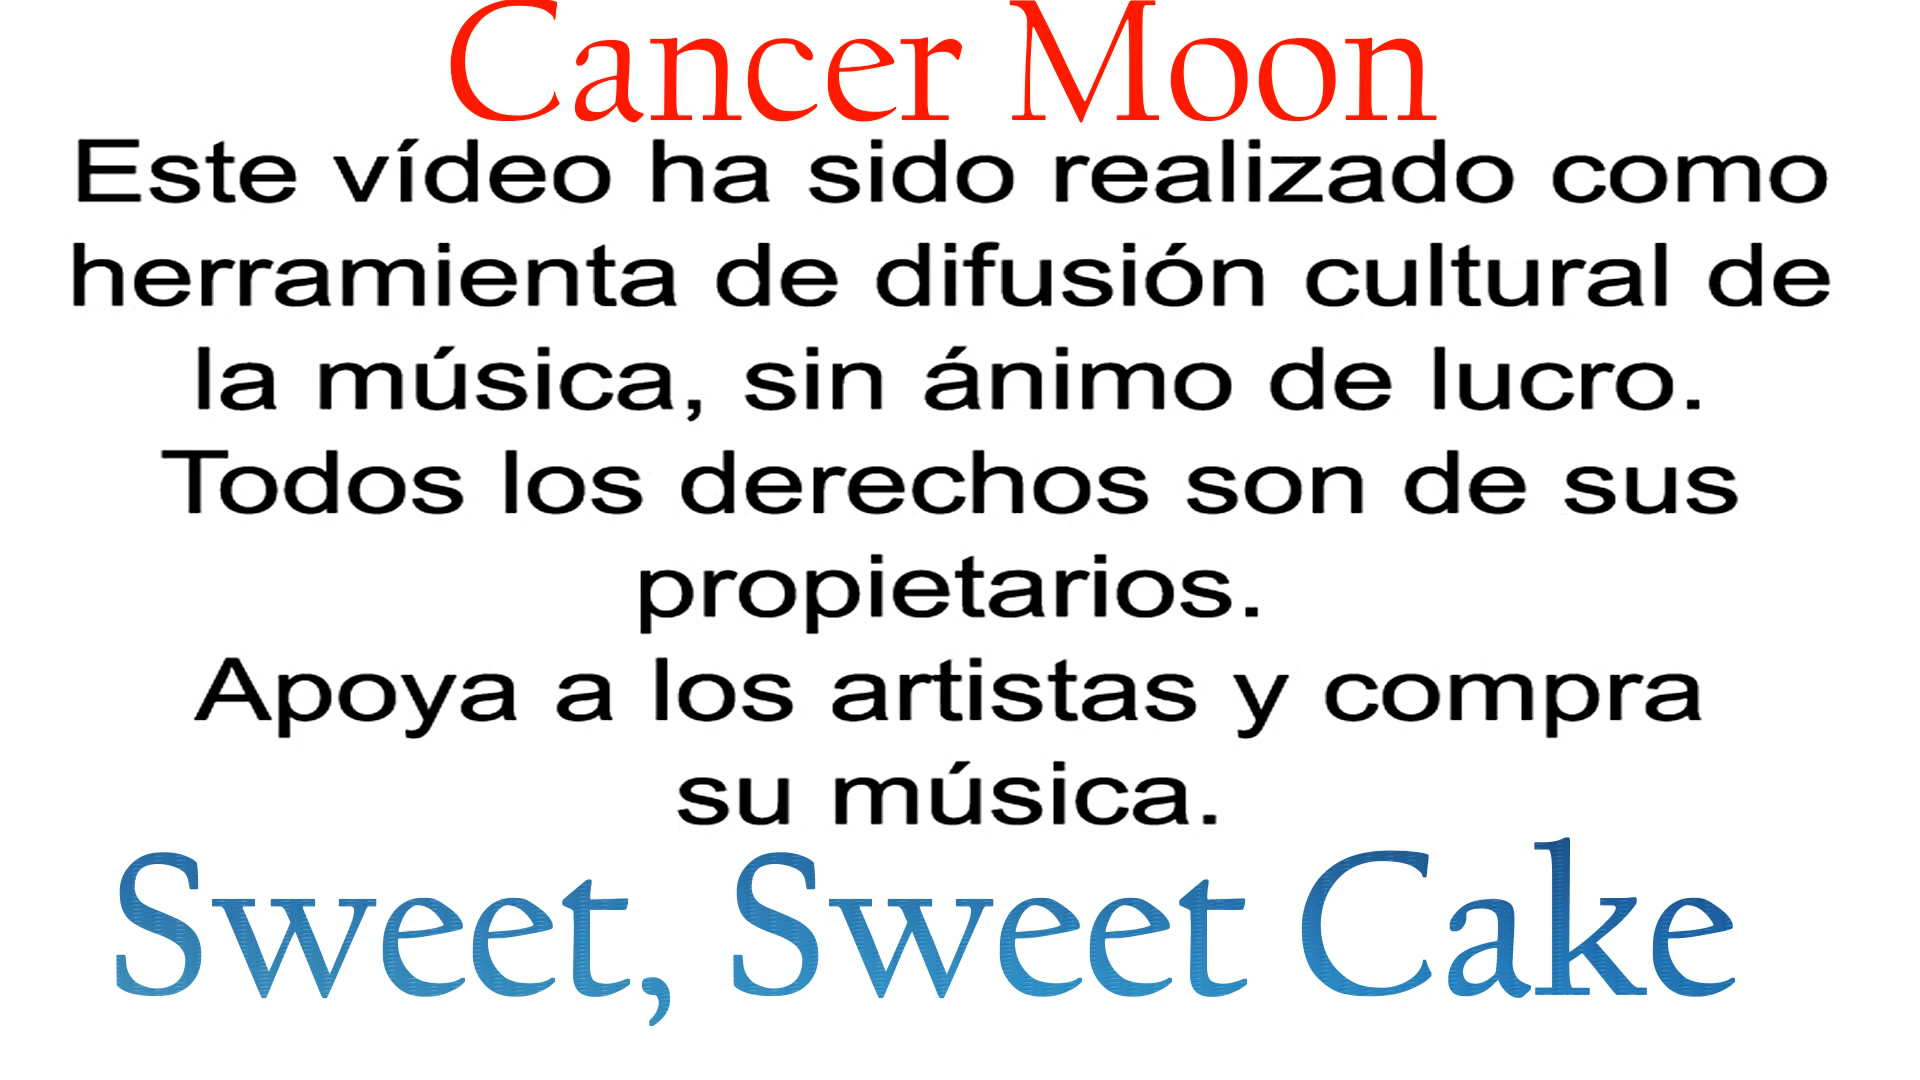 Cancer Moon
Este vídeo ha sido realizado como
herramienta de difusión cultural de
la música, sin ánimo de lucro.
Todos los derechos son de sus
propietarios.
Apoya a los artistas y compra
su música.
Sweet, Sweet Cake